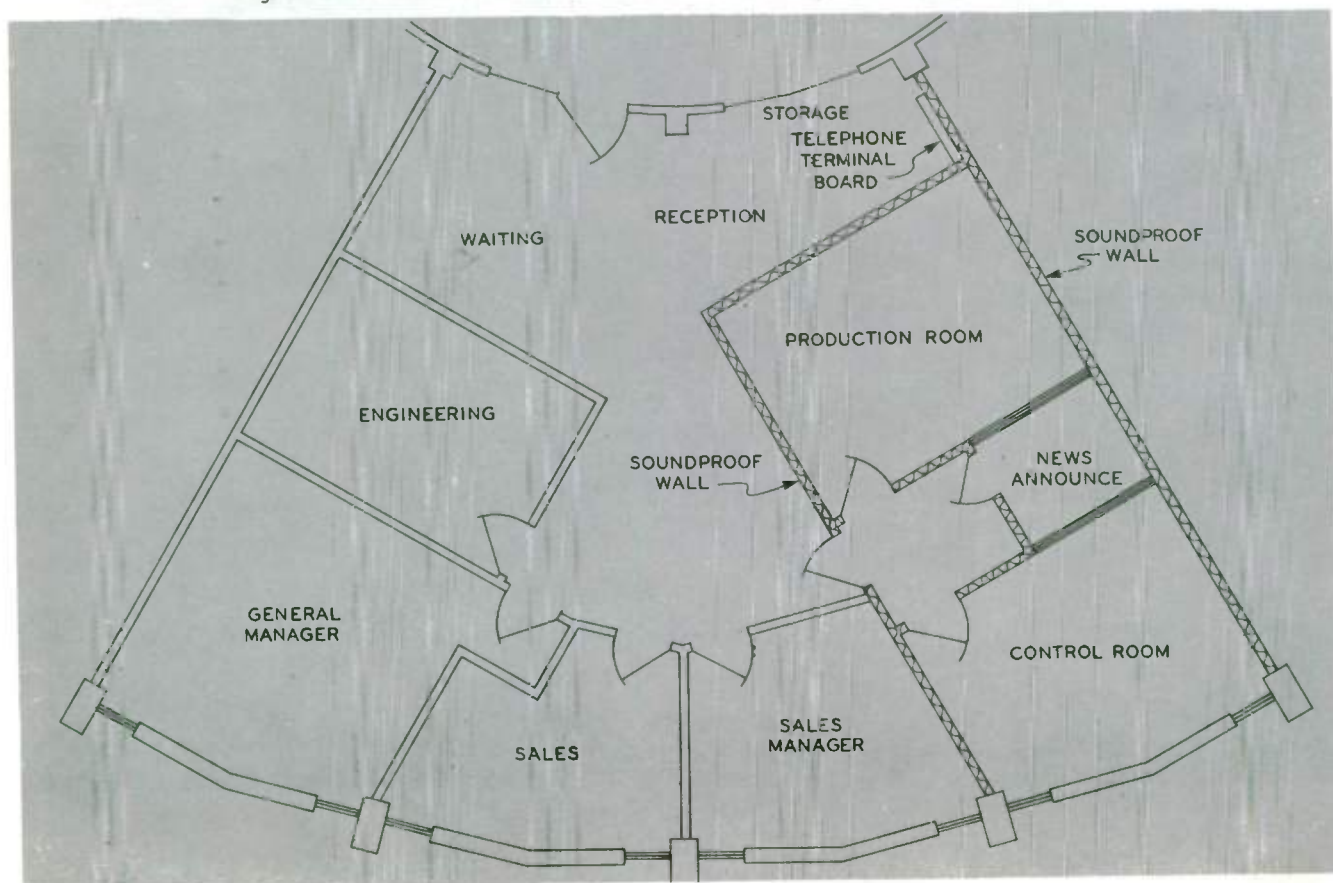 STORAGE
TELEPHONE
TERMINAL
BOARD
RECEPTION
WAITING
SOUNDPROOF
WALL
PRODUCTION ROOM
ENGINEERING
SOUNDPROOF
WALL
NEWS
ANNOUNCE
GENERAL
MANAGER
CONTROL ROOM
SALES
SALES
MANAGER